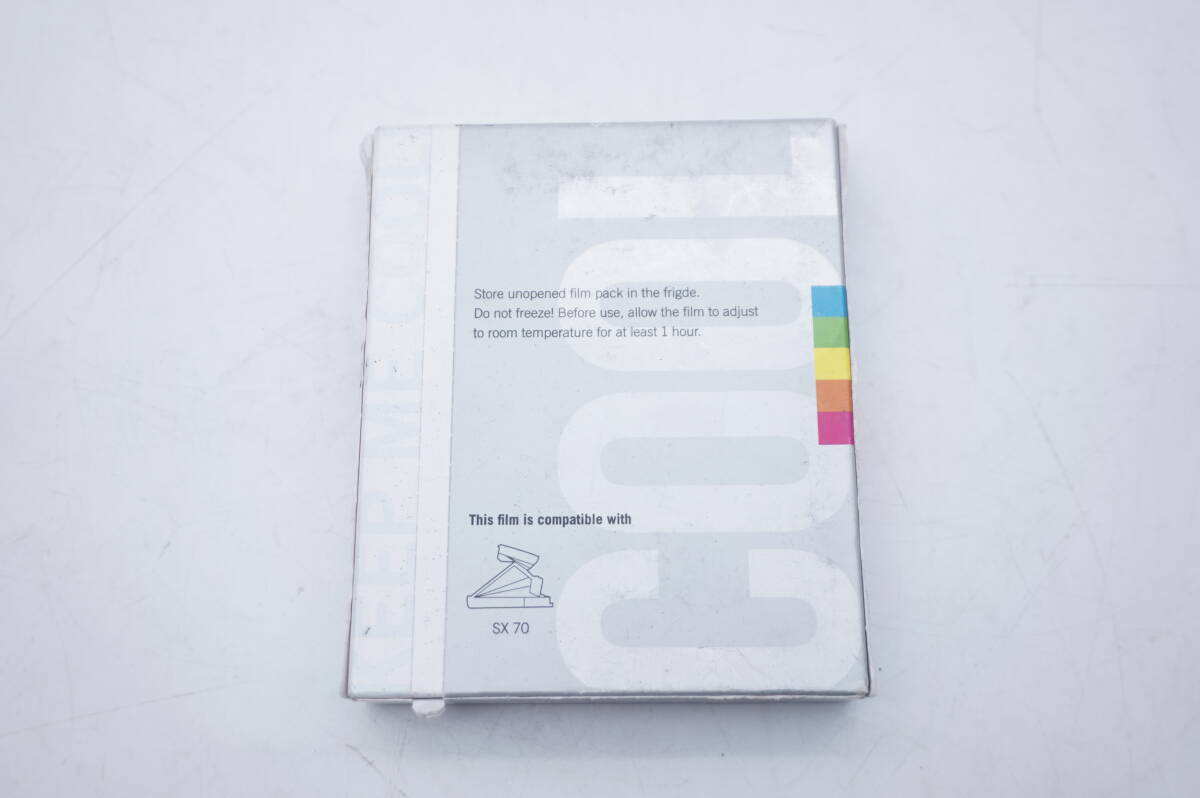 KEEP ME COOL
COOL
Store unopened film pack in the frigde.
Do not freeze! Before use, allow the film to adjust
to room temperature for at least 1 hour.
This film is compatible with
SX 70